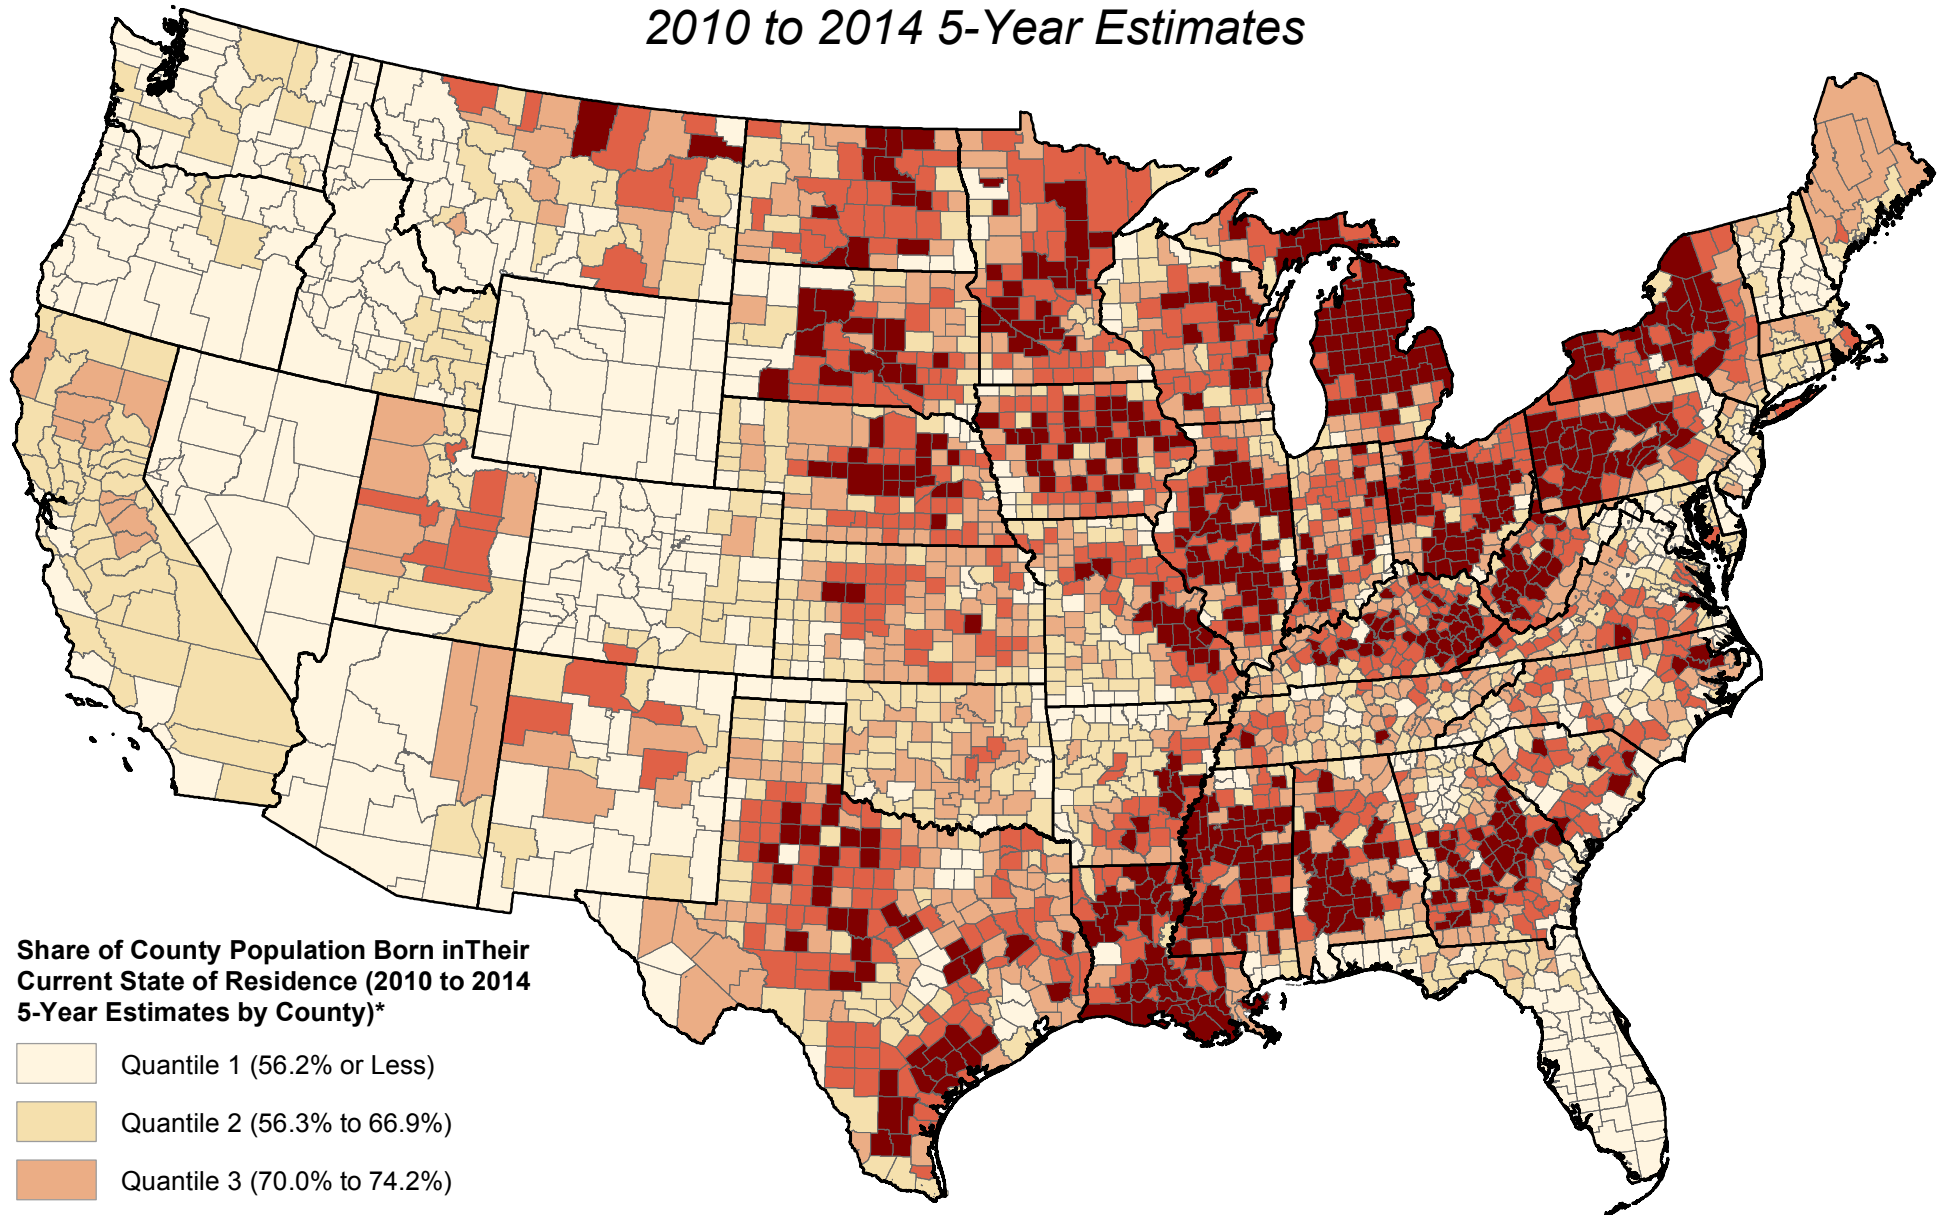 2010 to 2014 5-Year Estimates
Share of County Population Born inTheir
Current State of Residence (2010 to 2014
5-Year Estimates by County)*
Quantile 1 (56.2% or Less)
Quantile 2 (56.3% to 66.9%)
Quantile 3 (70.0% to 74.2%)